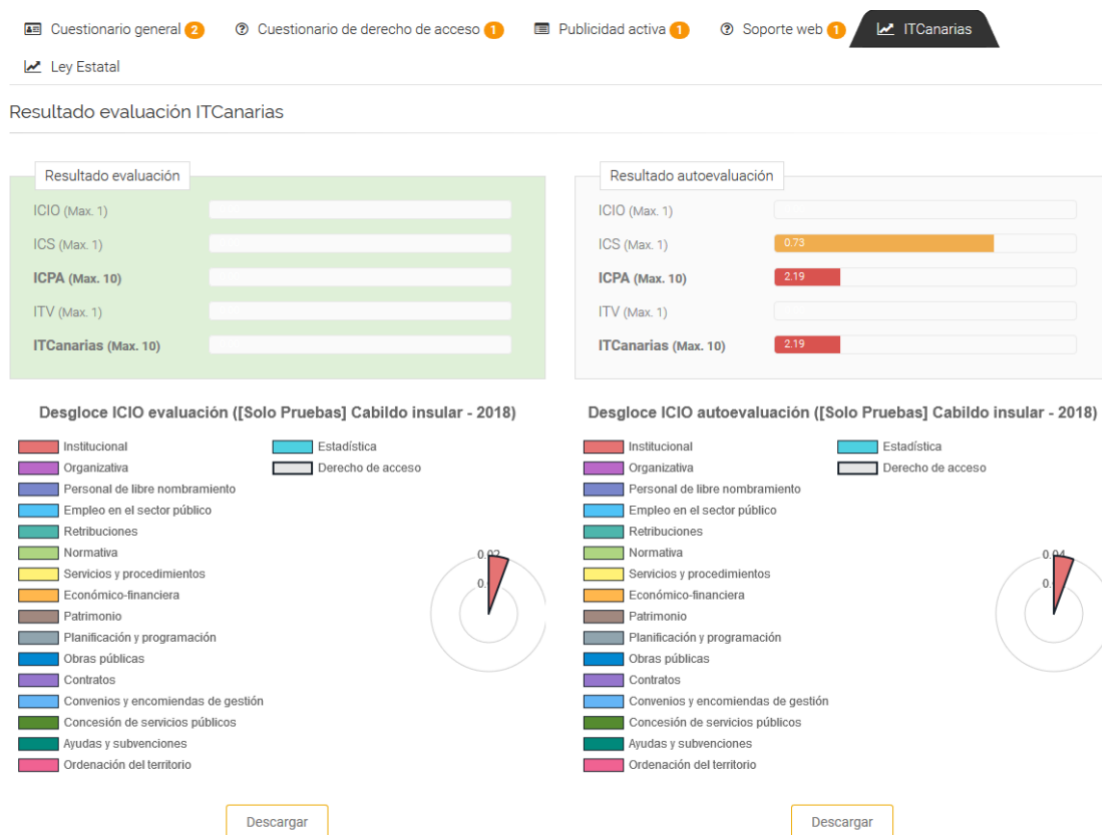 Cuestionario general 2 Cuestionario de derecho de acceso 1 Publicidad activa 1 Soporte web 1 ITCanarias
Ley Estatal
Resultado evaluación ITCanarias
Resultado evaluación
ICIO (Max. 1)
ICS (Max. 1)
ICPA (Max. 10)
ITV (Max. 1)
ITCanarias (Max. 10)
Resultado autoevaluación
ICIO (Max. 1)
ICS (Max. 1) 0.73
ICPA (Max. 10) 2.19
ITV (Max. 1)
ITCanarias (Max. 10) 2.19
Desgloce ICIO evaluación ([Solo Pruebas] Cabildo insular - 2018)
Institucional Estadística
Organizativa Derecho de acceso
Personal de libre nombramiento
Empleo en el sector público
Retribuciones
Normativa
Servicios y procedimientos
Económico-financiera
Patrimonio
Planificación y programación
Obras públicas
Contratos
Convenios y encomiendas de gestión
Concesión de servicios públicos
Ayudas y subvenciones
Ordenación del territorio
0.02
Descargar
Desgloce ICIO autoevaluación ([Solo Pruebas] Cabildo insular - 2018)
Institucional Estadística
Organizativa Derecho de acceso
Personal de libre nombramiento
Empleo en el sector público
Retribuciones
Normativa
Servicios y procedimientos
Económico-financiera
Patrimonio
Planificación y programación
Obras públicas
Contratos
Convenios y encomiendas de gestión
Concesión de servicios públicos
Ayudas y subvenciones
Ordenación del territorio
0.04
Descargar